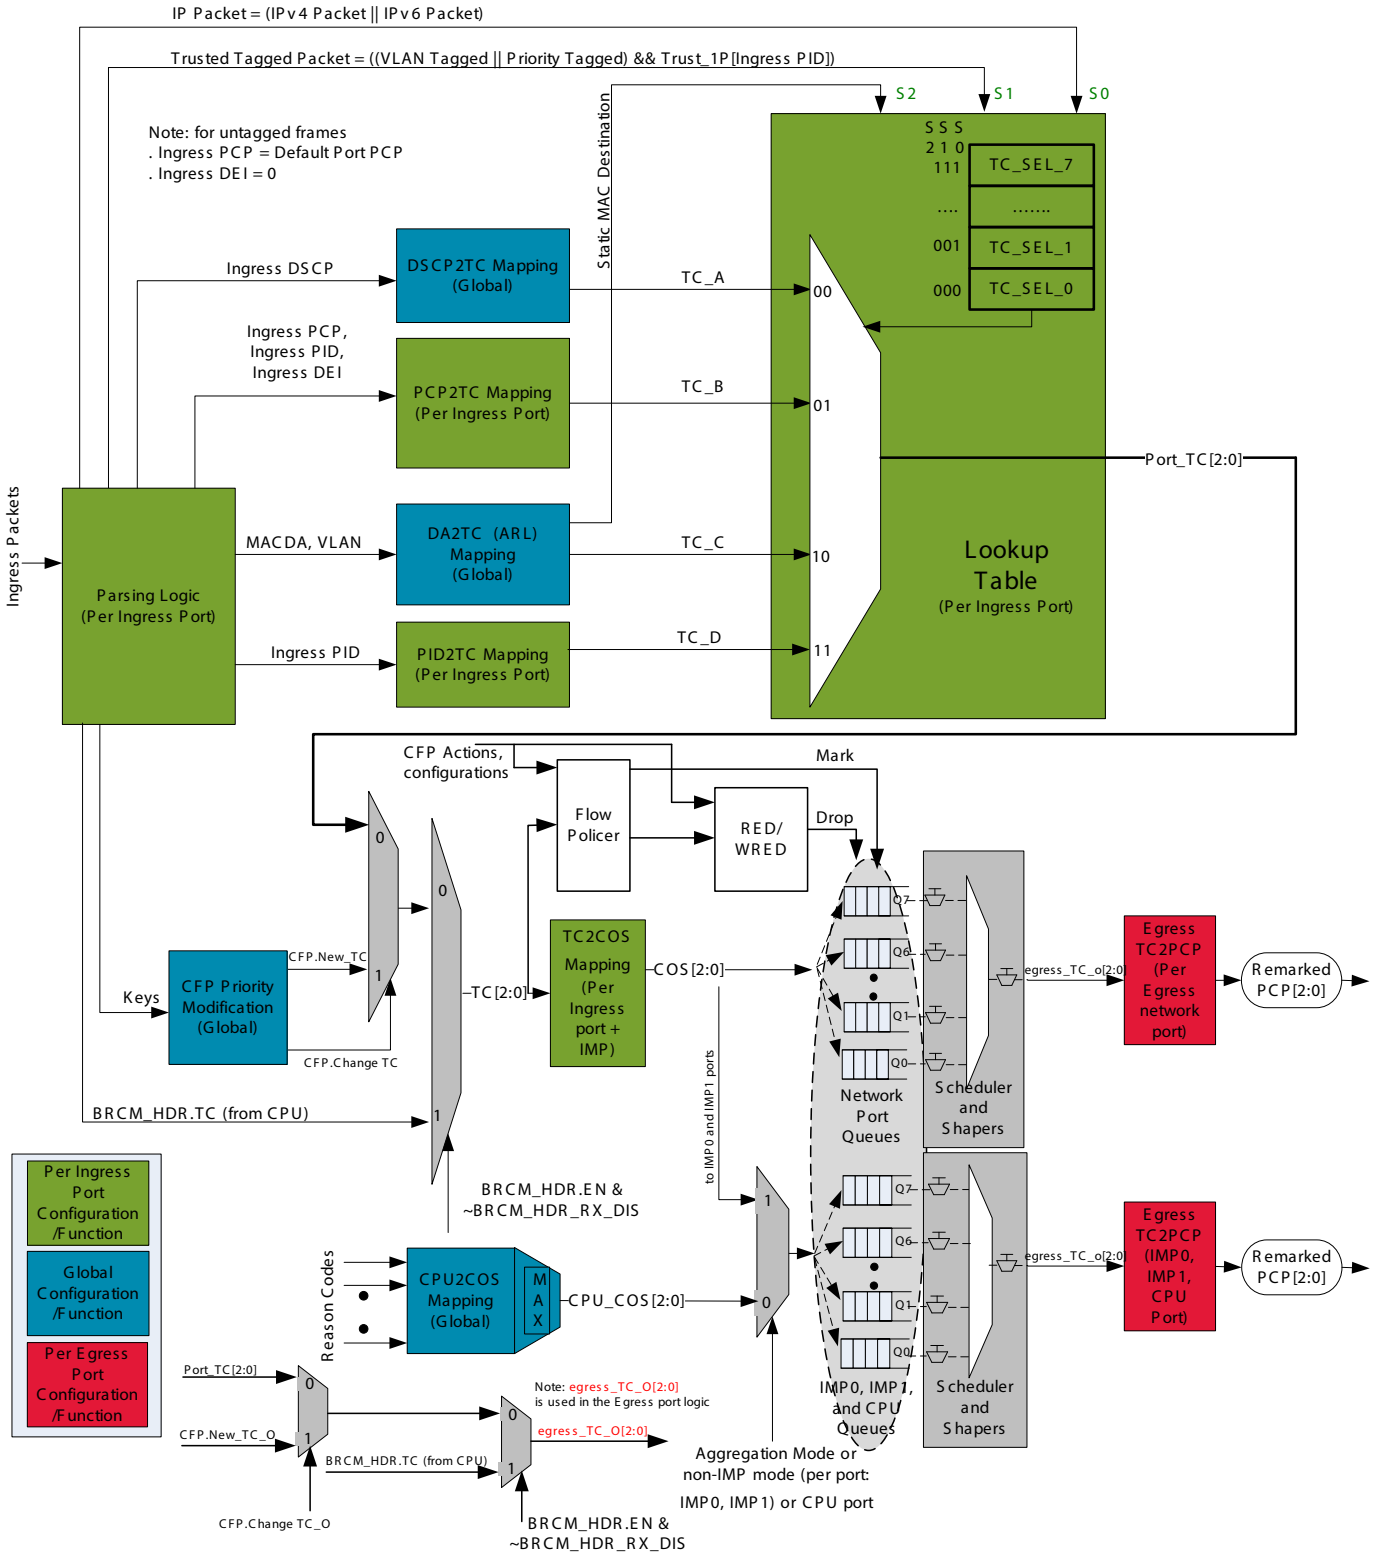 IP Packet = (IPv4 Packet || IPv6 Packet)
Trusted Tagged Packet = ((VLAN Tagged || Priority Tagged) && Trust_1P[Ingress PID])
S2
S1
S0
Note: for untagged frames
. Ingress PCP = Default Port PCP
. Ingress DEI = 0
Static MAC Destination
S S S
2 1 0
111
TC_SEL_7
....
.......
001
TC_SEL_1
000
TC_SEL_0
Ingress DSCP
DSCP2TC Mapping
(Global)
TC_A
00
Ingress PCP,
Ingress PID,
Ingress DEI
PCP2TC Mapping
(Per Ingress Port)
TC_B
01
Port_TC[2:0]
Ingress Packets
Parsing Logic
(Per Ingress Port)
MACDA, VLAN
DA2TC (ARL)
Mapping
(Global)
TC_C
10
Lookup
Table
(Per Ingress Port)
Ingress PID
PID2TC Mapping
(Per Ingress Port)
TC_D
11
CFP Actions,
configurations
Mark
Flow
Policer
RED/
WRED
Drop
0
0
1
1
CFP.New_TC
CFP Priority
Modification
(Global)
Keys
CFP.Change TC
TC[2:0]
TC2COS
Mapping
(Per
Ingress
port +
IMP)
COS[2:0]
to IMP0 and IMP1 ports
Q7
Q6
Q1
Q0
Network
Port
Queues
Scheduler
and
Shapers
egress_TC_o[2:0]
Egress
TC2PCP
(Per
Egress
network
port)
Remarked
PCP[2:0]
BRCM_HDR.TC (from CPU)
BRCM_HDR.EN &
~BRCM_HDR_RX_DIS
Per Ingress
Port
Configuration
/Function
Global
Configuration
/Function
Per Egress
Port
Configuration
/Function
Reason Codes
CPU2COS
Mapping
(Global)
M
A
X
CPU_COS[2:0]
1
0
Q7
Q6
Q1
Q0
IMP0, IMP1,
and CPU
Queues
Scheduler
and
Shapers
egress_TC_o[2:0]
Egress
TC2PCP
(IMP0,
IMP1,
CPU
Port)
Remarked
PCP[2:0]
Port_TC[2:0]
0
CFP.New_TC_O
1
CFP.Change TC_O
0
BRCM_HDR.TC (from CPU)
1
Note: egress_TC_O[2:0]
is used in the Egress port logic
egress_TC_O[2:0]
BRCM_HDR.EN &
~BRCM_HDR_RX_DIS
Aggregation Mode or
non-IMP mode (per port:
IMP0, IMP1) or CPU port